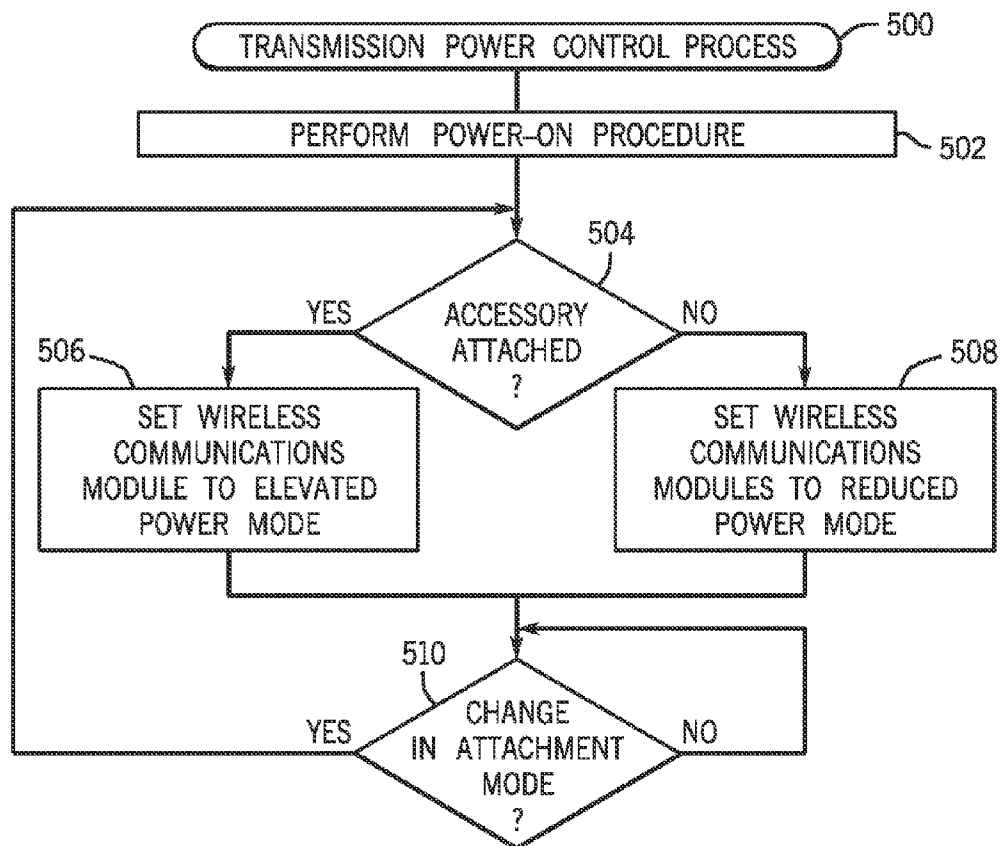 TRANSMISSION POWER CONTROL PROCESS
500
PERFORM POWER-ON PROCEDURE
502
504
YES
ACCESSORY
ATTACHED
?
NO
506
SET WIRELESS
COMMUNICATIONS
MODULE TO ELEVATED
POWER MODE
508
SET WIRELESS
COMMUNICATIONS
MODULES TO REDUCED
POWER MODE
510
YES
CHANGE
IN ATTACHMENT
MODE
?
NO